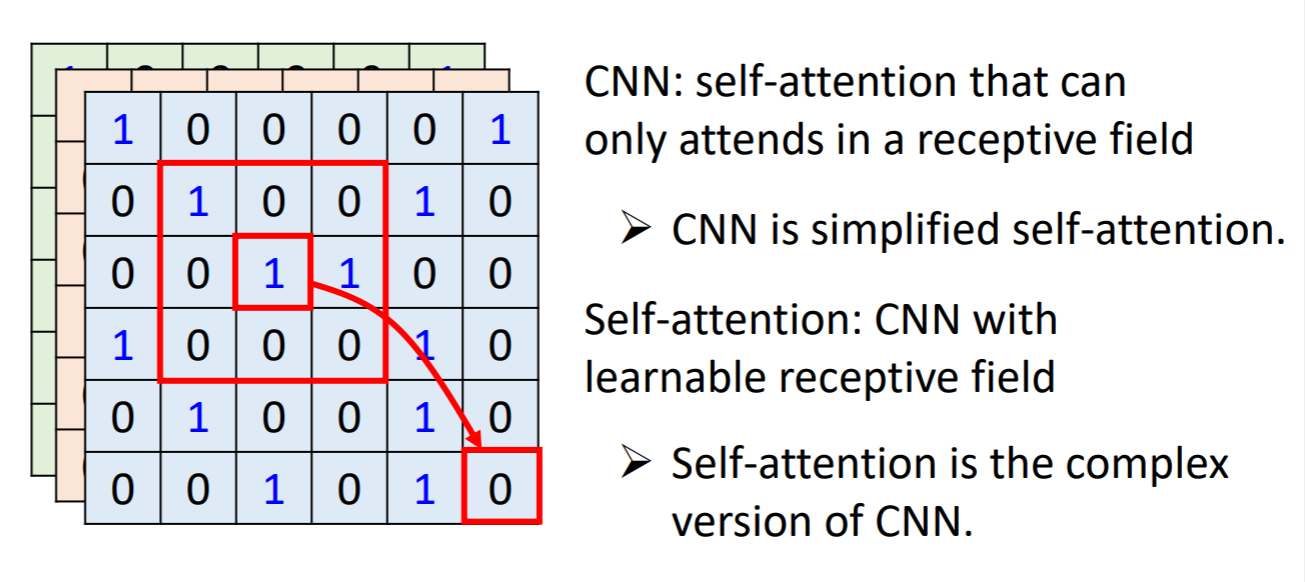 1 0 0 0 0 1
0 1 0 0 1 0
0 0 1 1 0 0
1 0 0 0 1 0
0 1 0 0 1 0
0 0 1 0 1 0
CNN: self-attention that can
only attends in a receptive field
➢ CNN is simplified self-attention.
Self-attention: CNN with
learnable receptive field
➢ Self-attention is the complex
version of CNN.